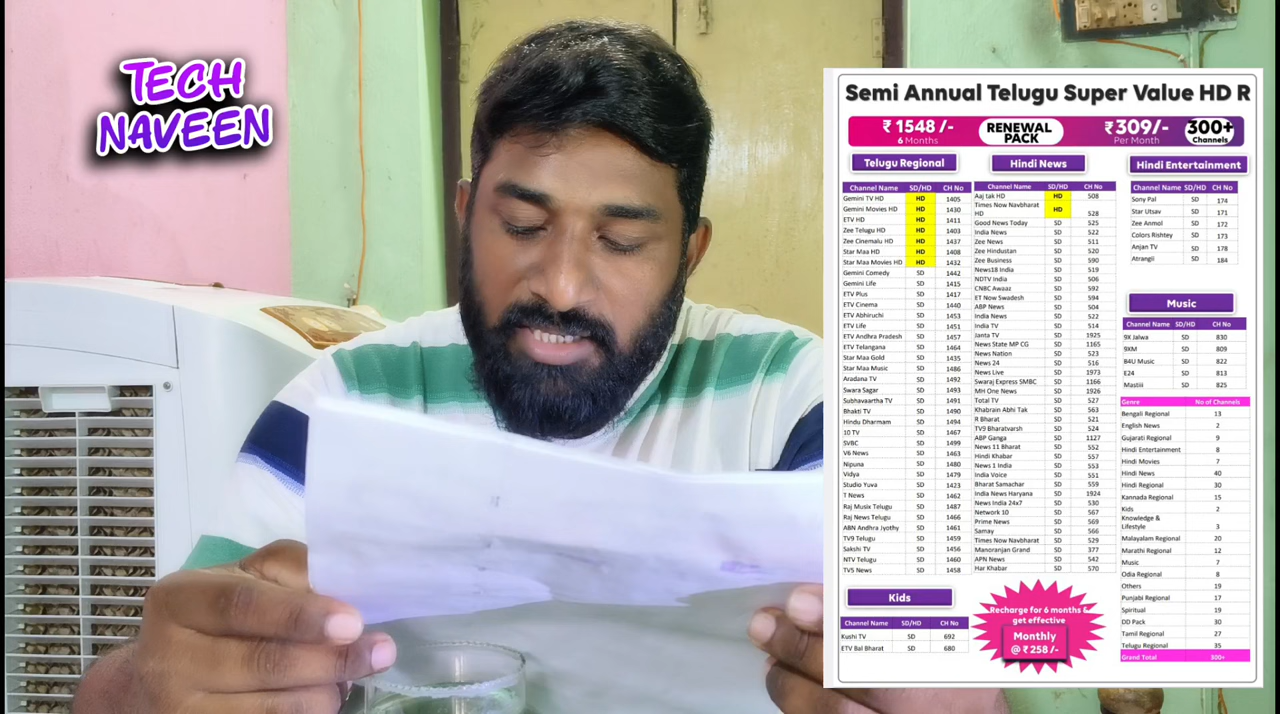 TECH
NAVEEN
Semi Annual Telugu Super Value HD R
₹ 1548 /-
6 Months
RENEWAL
PACK
₹309/-
Per Month
300+
Channels
Telugu Regional
Channel Name SD/HD CH No
Gemini TV HD HD 1405
Gemini Movies HD HD 1430
ETV HD HD 1411
Zee Telugu HD HD 1403
Zee Cinemalu HD HD 1437
Star Maa HD HD 1408
Star Maa Movies HD HD 1432
Gemini Comedy SD 1442
Gemini Life SD 1415
ETV Plus SD 1417
ETV Cinema SD 1440
ETV Abhiruchi SD 1453
ETV Life SD 1451
ETV Andhra Pradesh SD 1457
ETV Telangana SD 1464
Star Maa Gold SD 1435
Star Maa Music SD 1486
Aradana TV SD 1492
Swara Sagar SD 1493
Subhavaartha TV SD 1491
Bhakti TV SD 1490
Hindu Dharmam SD 1494
10 TV SD 1467
SVBC SD 1499
V6 News SD 1463
Nipuna SD 1480
Vidya SD 1479
Studio Yuva SD 1423
T News SD 1462
Raj Musix Telugu SD 1487
Raj News Telugu SD 1466
ABN Andhra Jyothy SD 1461
TV9 Telugu SD 1459
Sakshi TV SD 1456
NTV Telugu SD 1460
TV5 News SD 1458
Kids
Channel Name SD/HD CH No
Kushi TV SD 692
ETV Bal Bharat SD 680
Hindi News
Channel Name SD/HD CH No
Aaj tak HD HD 508
Times Now Navbharat
HD HD 528
Good News Today SD 525
India News SD 522
Zee News SD 511
Zee Hindustan SD 520
Zee Business SD 590
News18 India SD 519
NDTV India SD 506
CNBC Awaaz SD 592
ET Now Swadesh SD 594
ABP News SD 504
India News SD 522
India TV SD 514
Janta TV SD 1925
News State MP CG SD 1165
News Nation SD 523
News 24 SD 516
News Live SD 1973
Swaraj Express SMBC SD 1166
MH One News SD 1926
Total TV SD 527
Khabrain Abhi Tak SD 563
R Bharat SD 521
TV9 Bharatvarsh SD 524
ABP Ganga SD 1127
News 11 Bharat SD 552
Hindi Khabar SD 557
News 1 India SD 553
India Voice SD 551
Bharat Samachar SD 559
India News Haryana SD 1924
News India 24x7 SD 530
Network 10 SD 567
Prime News SD 569
Samay SD 566
Times Now Navbharat SD 529
Manoranjan Grand SD 377
APN News SD 542
Har Khabar SD 570
Recharge for 6 months &
get effective
Monthly
@ ₹ 258 /-
Hindi Entertainment
Channel Name SD/HD CH No
Sony Pal SD 174
Star Utsav SD 171
Zee Anmol SD 172
Colors Rishtey SD 173
Anjan TV SD 178
Atrangii SD 184
Music
Channel Name SD/HD CH No
9X Jalwa SD 830
9XM SD 809
B4U Music SD 822
E24 SD 813
Mastiii SD 825
Genre No of Channels
Bengali Regional 13
English News 2
Gujarati Regional 9
Hindi Entertainment 8
Hindi Movies 7
Hindi News 40
Hindi Regional 30
Kannada Regional 15
Kids 2
Knowledge &
Lifestyle 3
Malayalam Regional 20
Marathi Regional 12
Music 7
Odia Regional 8
Others 19
Punjabi Regional 17
Spiritual 19
DD Pack 30
Tamil Regional 27
Telugu Regional 35
Grand Total 300+